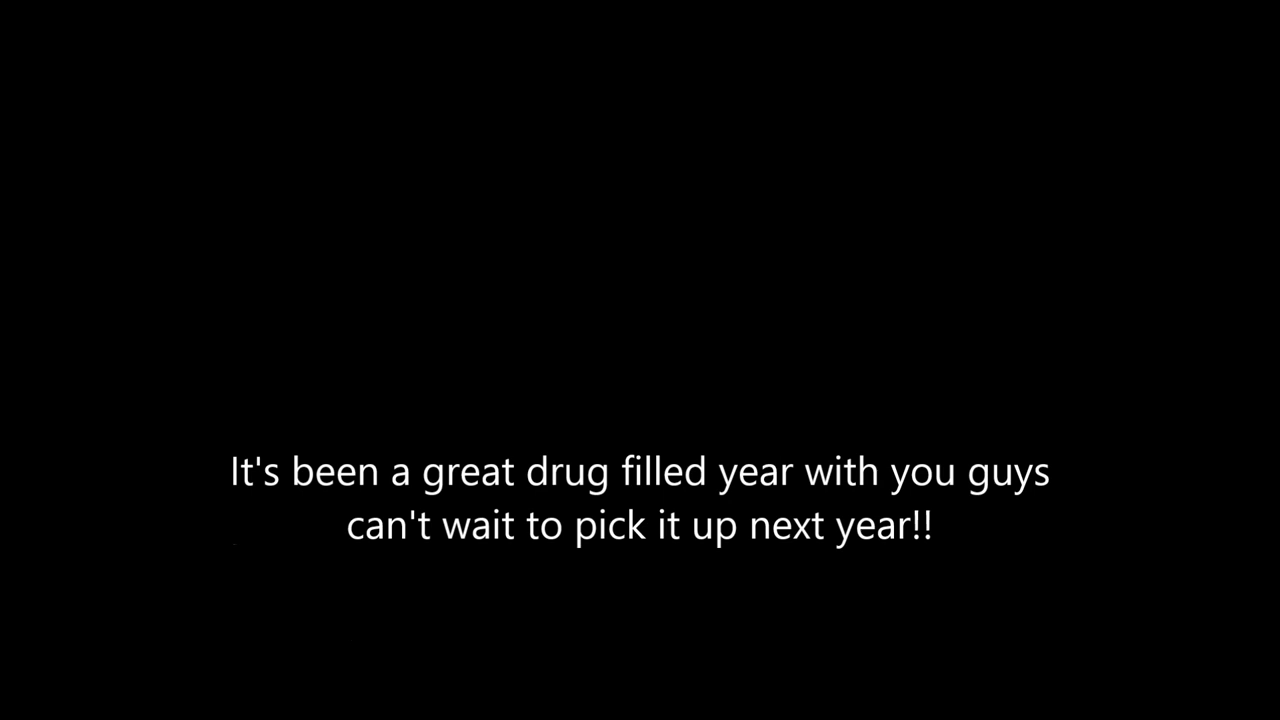 It's been a great drug filled year with you guys
can't wait to pick it up next year!!